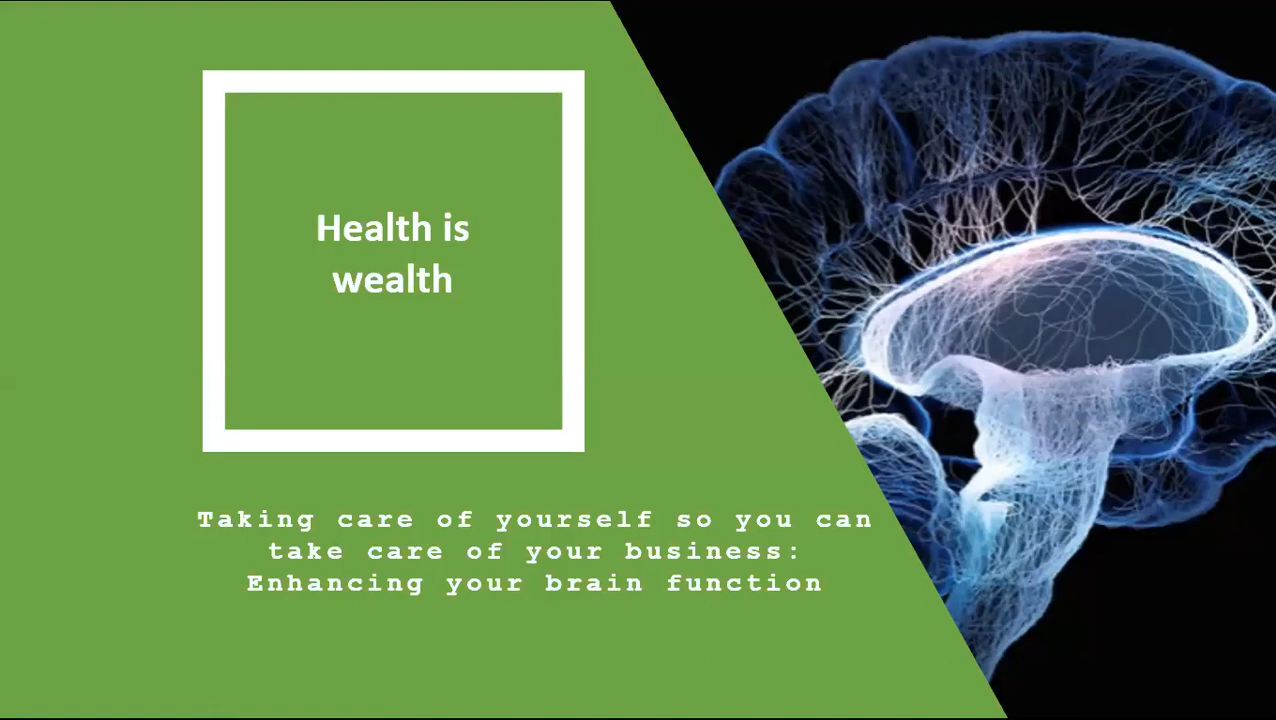 Health is
wealth
Taking care of yourself so you can
take care of your business:
Enhancing your brain function